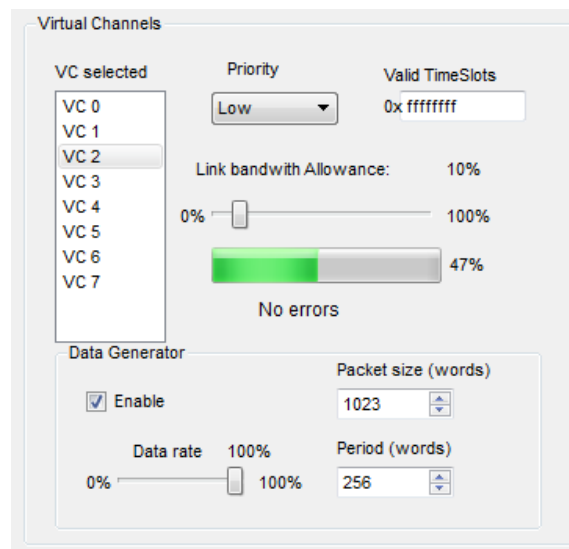 Virtual Channels
VC selected
Priority
Valid TimeSlots
VC 0
VC 1
VC 2
VC 3
VC 4
VC 5
VC 6
VC 7
Low
0x ffffffff
Link bandwith Allowance: 10%
0% 100%
47%
No errors
Data Generator
Enable
Packet size (words)
1023
Data rate 100%
0% 100%
Period (words)
256